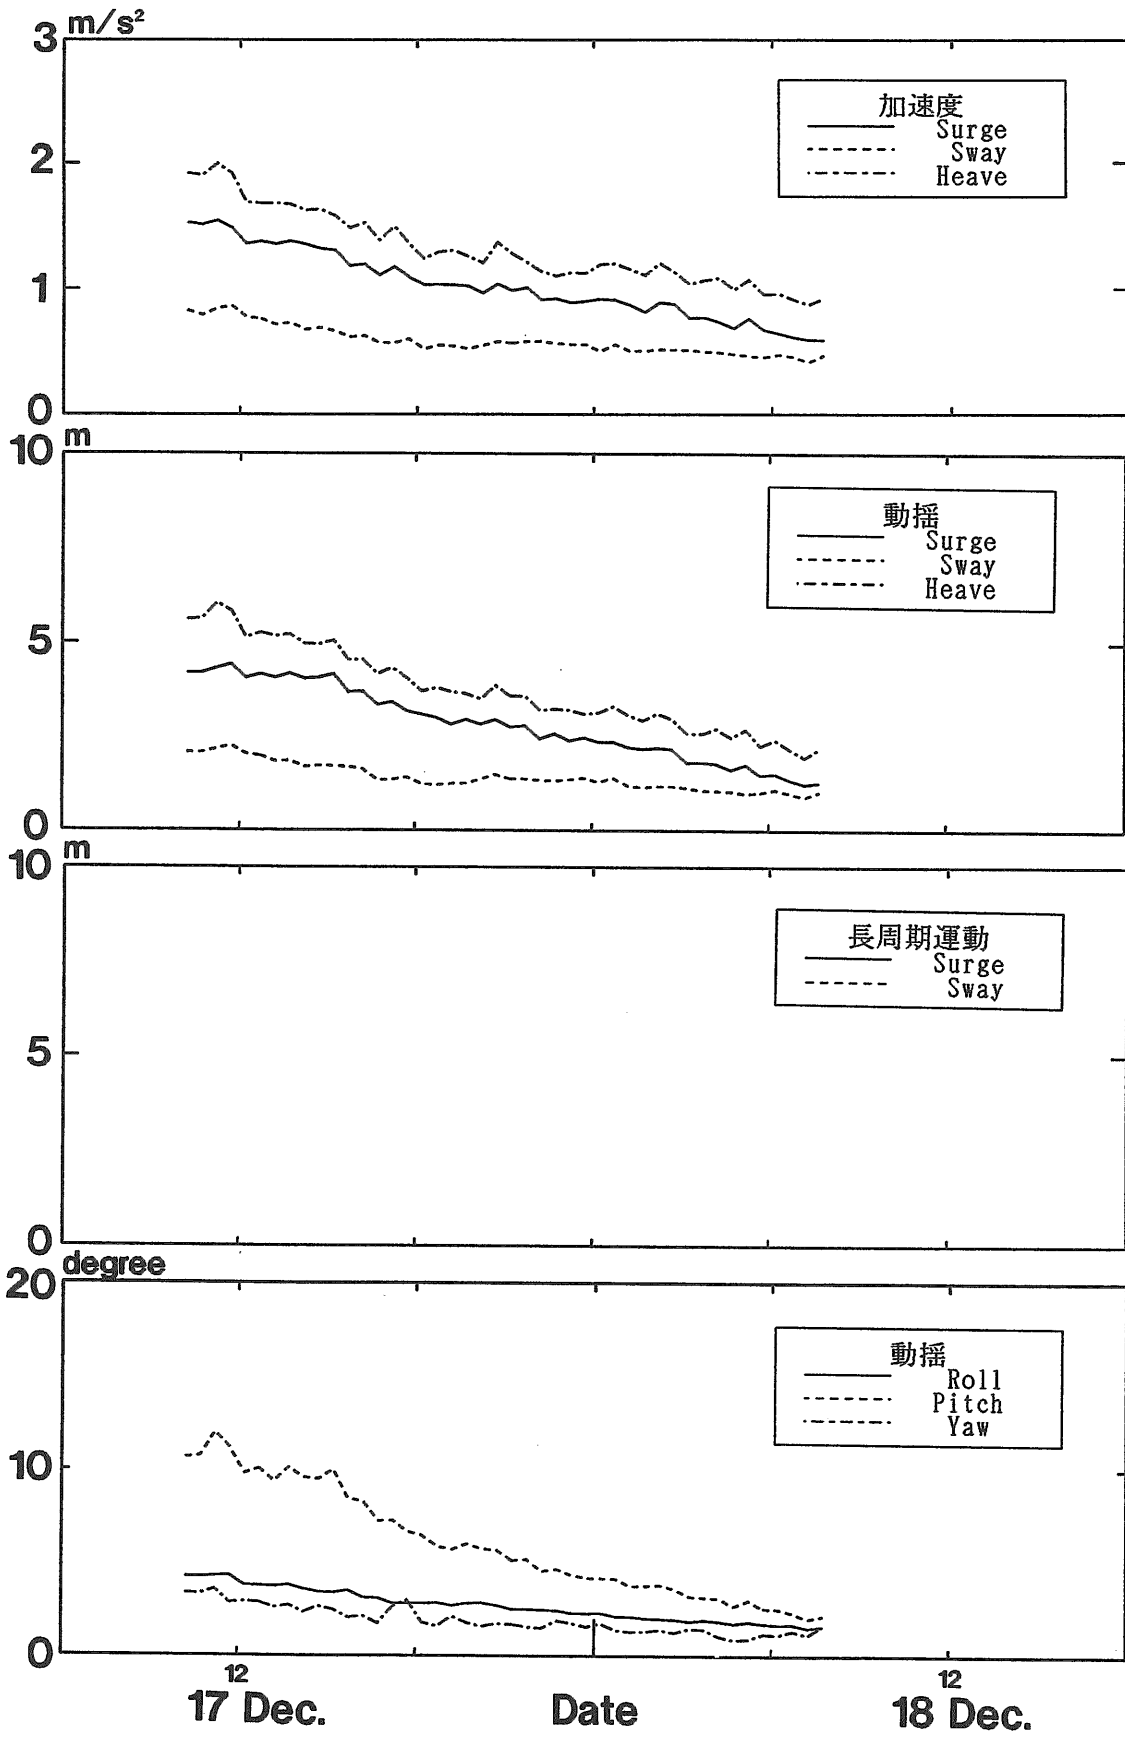 m/s²
3
2
1
0
加速度
Surge
Sway
Heave
m
10
5
0
動揺
Surge
Sway
Heave
m
10
5
0
長周期運動
Surge
Sway
degree
20
10
0
動揺
Roll
Pitch
Yaw
12 12
17 Dec. Date 18 Dec.